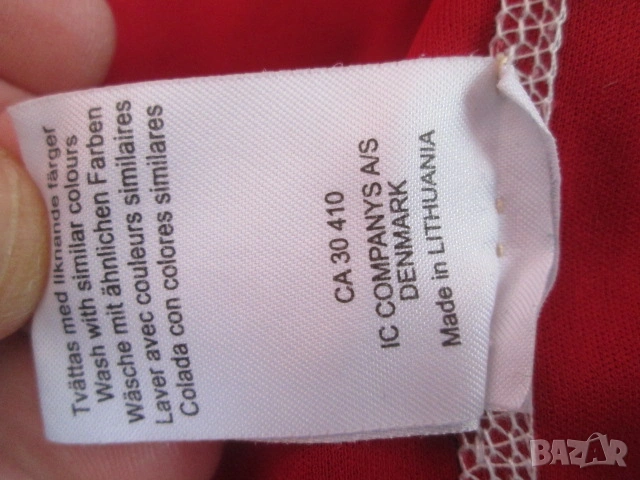 CA 30 410
IC COMPANYS A/S
DENMARK
Made in LITHUANIA
Tvättas med liknande färger
Wash with similar colours
Wäsche mit ähnlichen Farben
Laver avec couleurs similaires
Colada con colores similares
BAZAR